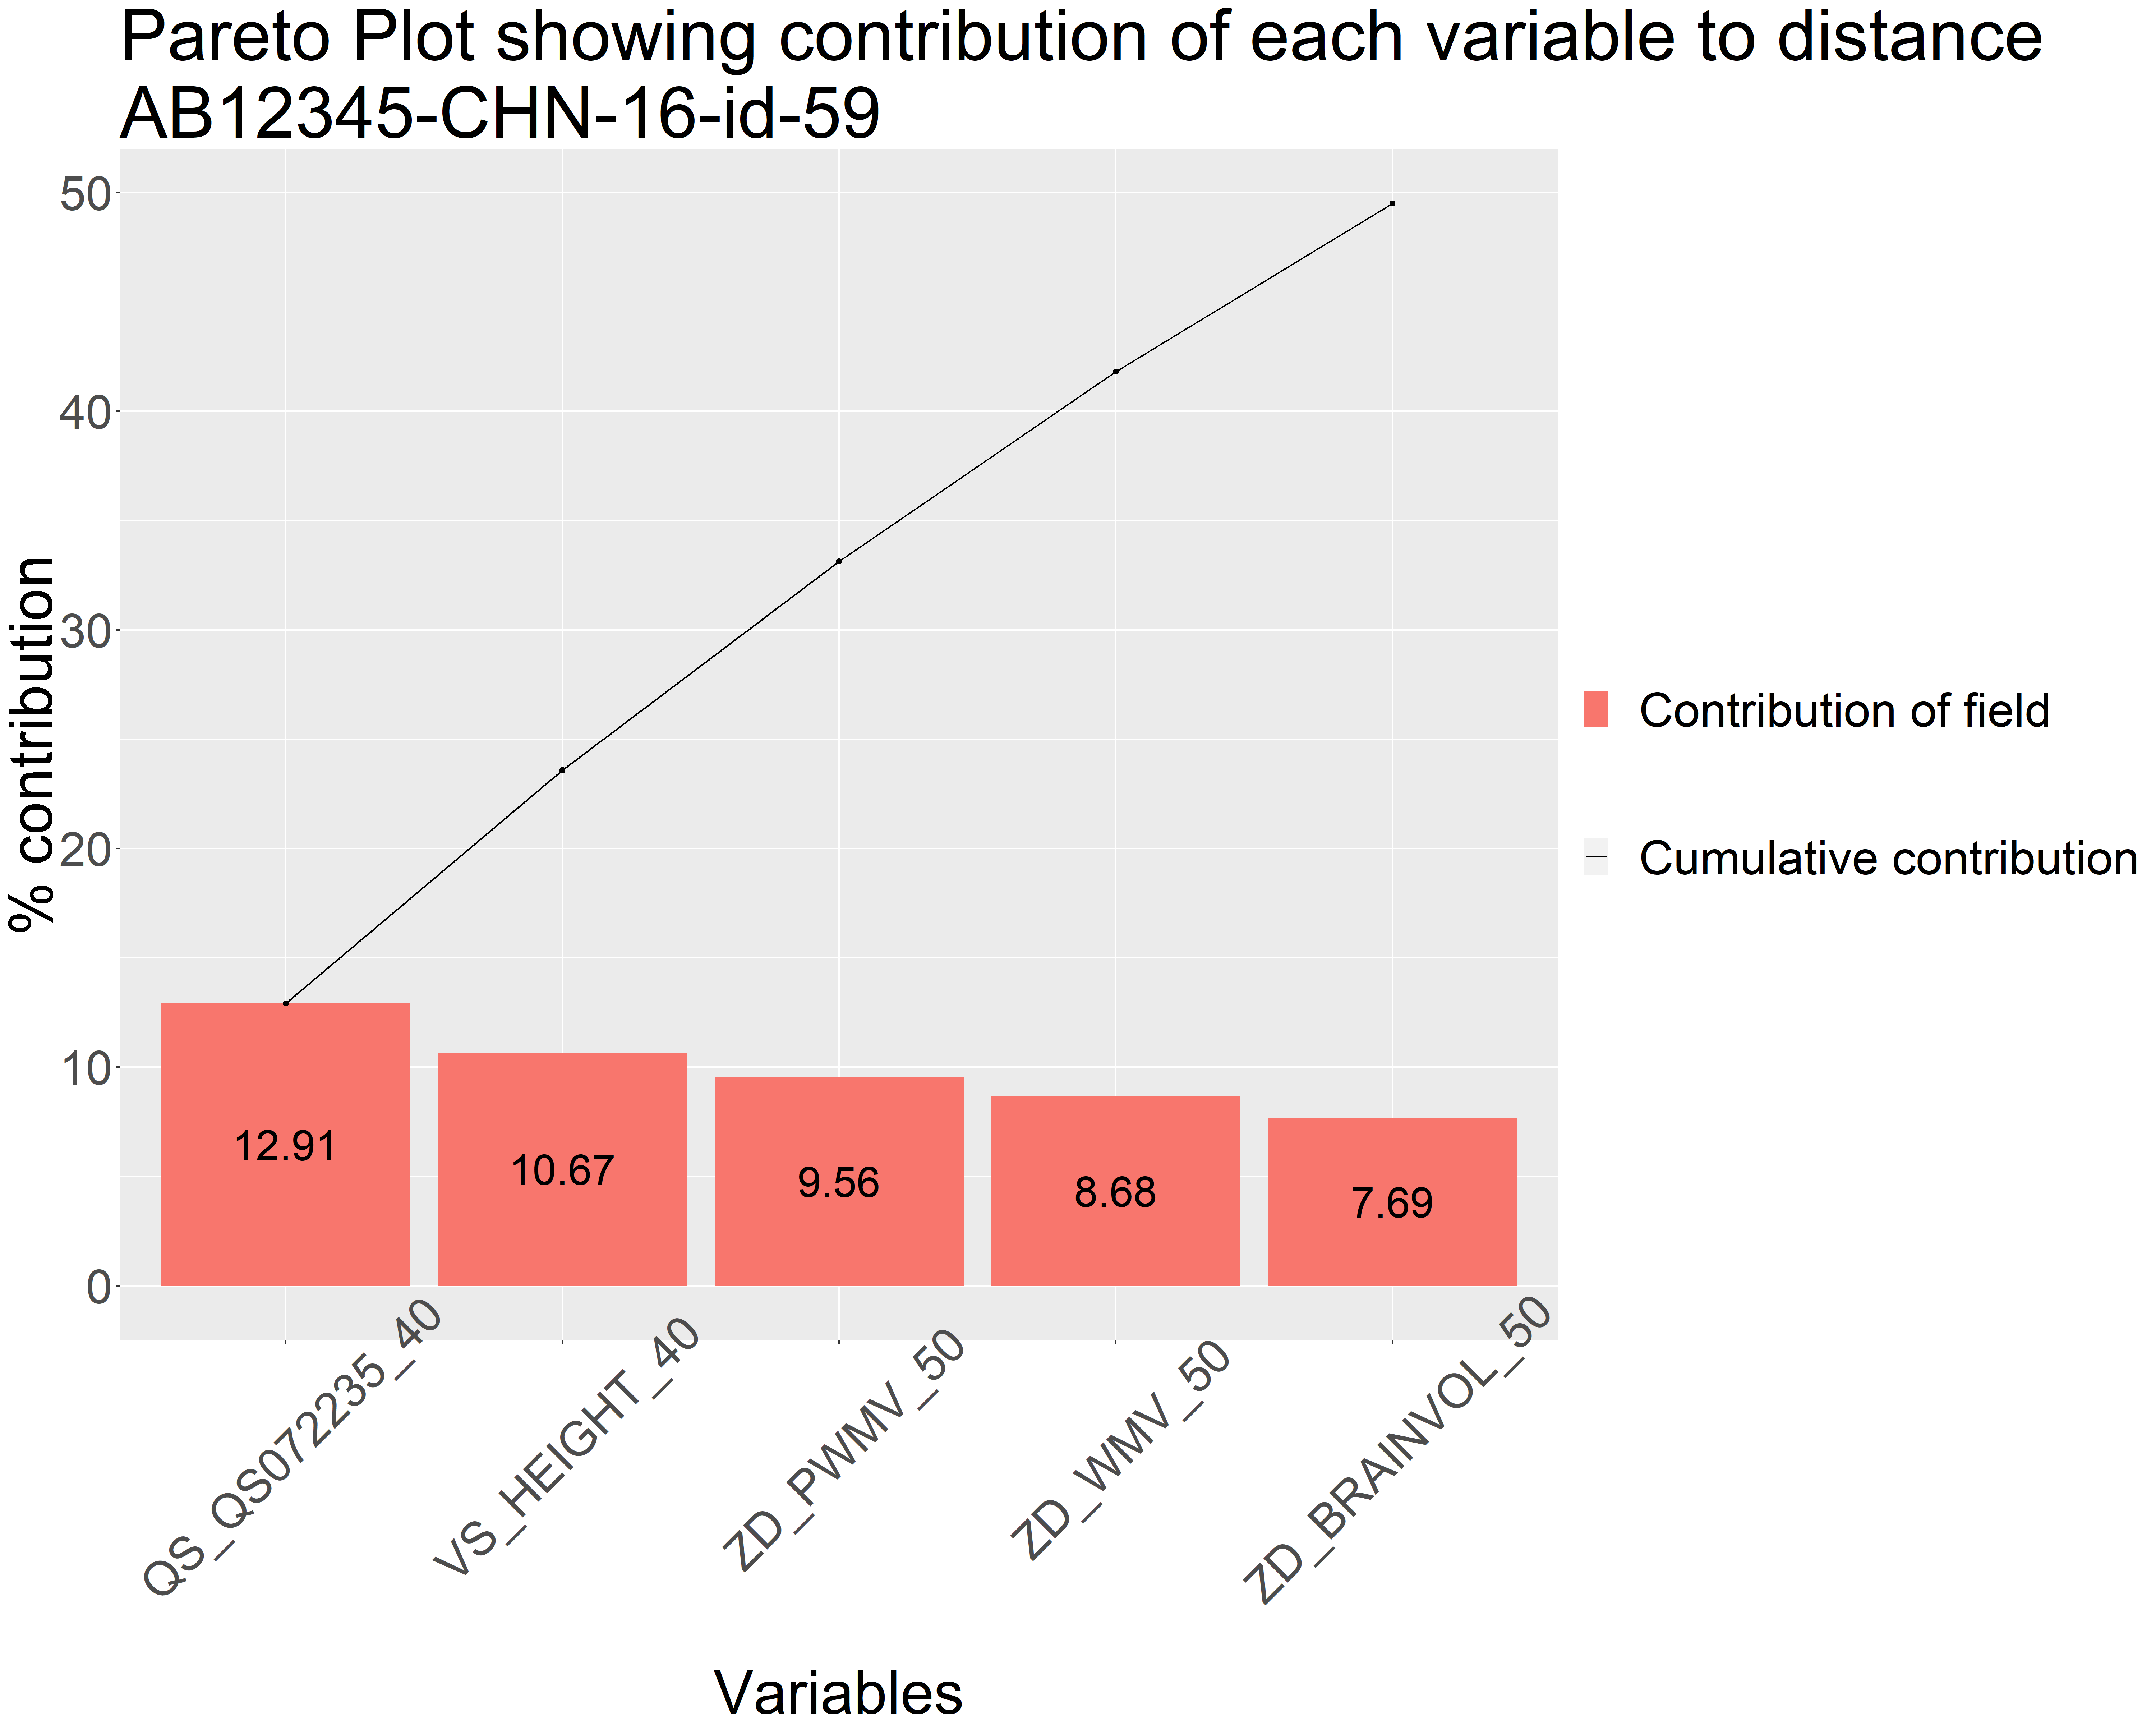 Pareto Plot showing contribution of each variable to distance
AB12345-CHN-16-id-59
% contribution
50
40
30
20
10
0
12.91
10.67
9.56
8.68
7.69
QS_QS072235_40
VS_HEIGHT_40
ZD_PWMV_50
ZD_WMV_50
ZD_BRAINVOL_50
Variables
Contribution of field
Cumulative contribution